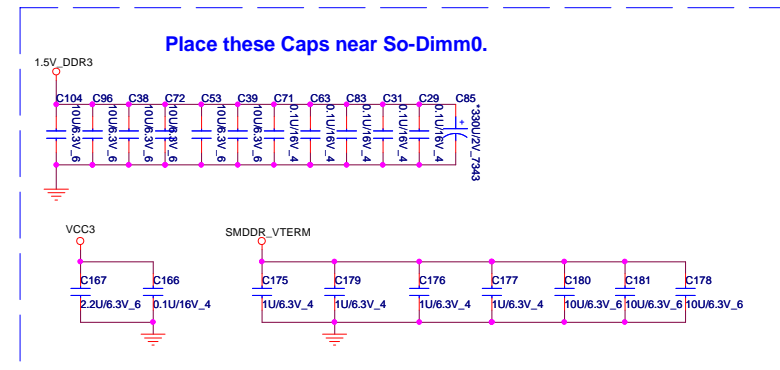 Place these Caps near So-Dimm0.
1.5V_DDR3
C104 C96 C38 C72 C53 C39 C71 C63 C83 C31 C29 C85
10U/6.3V_6 10U/6.3V_6 10U/6.3V_6 10U/6.3V_6 10U/6.3V_6 10U/6.3V_6 0.1U/16V_4 0.1U/16V_4 0.1U/16V_4 0.1U/16V_4 0.1U/16V_4 + *330U/2V_7343
VCC3 SMDDR_VTERM
C167 C166 C175 C179 C176 C177 C180 C181 C178
2.2U/6.3V_6 0.1U/16V_4 1U/6.3V_4 1U/6.3V_4 1U/6.3V_4 1U/6.3V_4 10U/6.3V_6 10U/6.3V_6 10U/6.3V_6